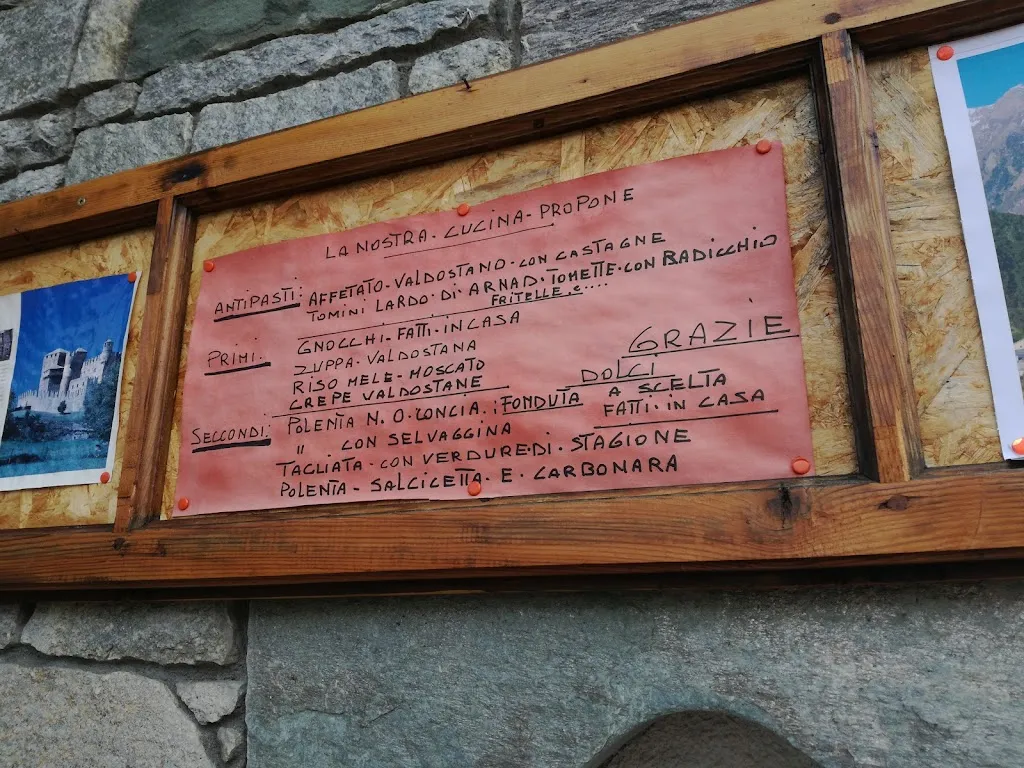 LA NOSTRA. CUCINA-PROPONE
ANTIPASTI: AFFETATO-VALDOSTANO-CON CASTAGNE
TOMINI LARDO-DI ARNAD-TOMETTE-CON RADICCHIO
FRITELLE,e....
PRIMI. GNOCCHI-FATTI-IN CASA
ZUPPA-VALDOSTANA
RISO MELE-MOSCATO
CREPE VALDOSTANE
GRAZIE
SECCONDI: POLENTA N. O. CONCIA.; FONDUTA
" CON SELVAGGINA
TAGLIATA-CON VERDURE.DI.STAGIONE
POLENTA-SALCICETTA.E.CARBONARA
DOLCI
A SCELTA
FATTI-IN CASA